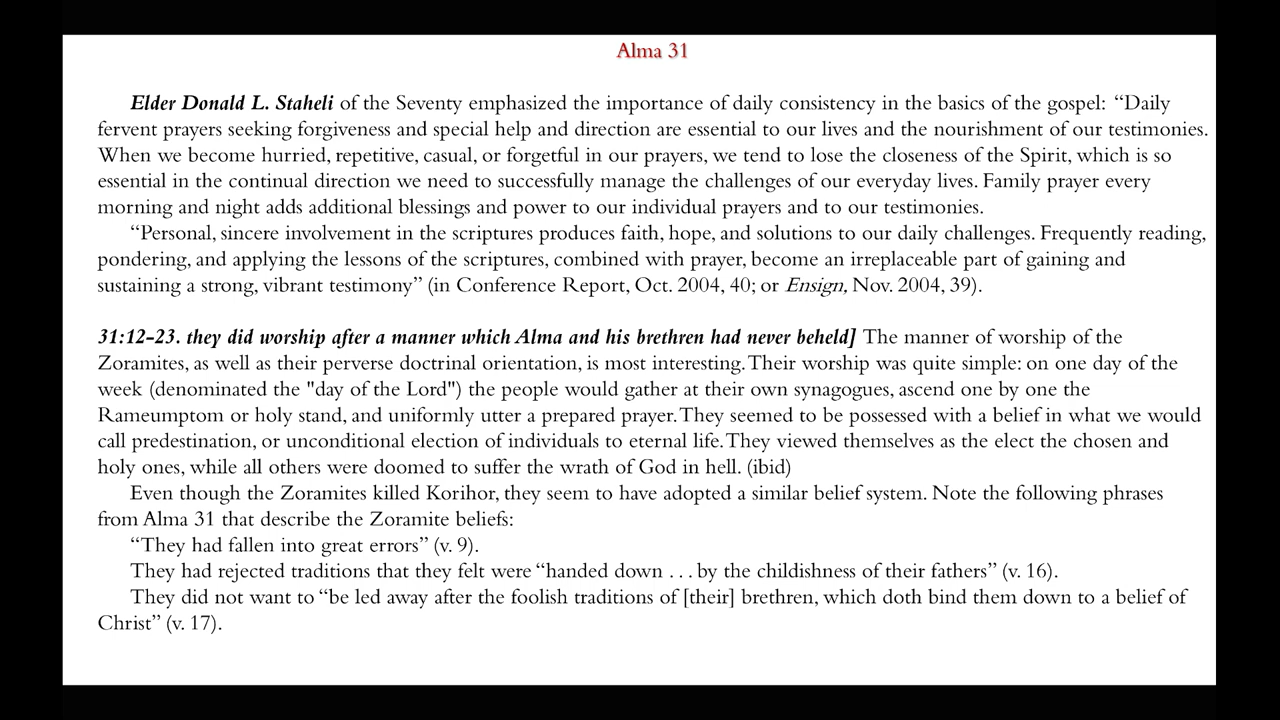 Alma 31
Elder Donald L. Staheli of the Seventy emphasized the importance of daily consistency in the basics of the gospel: “Daily
fervent prayers seeking forgiveness and special help and direction are essential to our lives and the nourishment of our testimonies.
When we become hurried, repetitive, casual, or forgetful in our prayers, we tend to lose the closeness of the Spirit, which is so
essential in the continual direction we need to successfully manage the challenges of our everyday lives. Family prayer every
morning and night adds additional blessings and power to our individual prayers and to our testimonies.
“Personal, sincere involvement in the scriptures produces faith, hope, and solutions to our daily challenges. Frequently reading,
pondering, and applying the lessons of the scriptures, combined with prayer, become an irreplaceable part of gaining and
sustaining a strong, vibrant testimony” (in Conference Report, Oct. 2004, 40; or Ensign, Nov. 2004, 39).
31:12-23. they did worship after a manner which Alma and his brethren had never beheld] The manner of worship of the
Zoramites, as well as their perverse doctrinal orientation, is most interesting. Their worship was quite simple: on one day of the
week (denominated the "day of the Lord") the people would gather at their own synagogues, ascend one by one the
Rameumptom or holy stand, and uniformly utter a prepared prayer. They seemed to be possessed with a belief in what we would
call predestination, or unconditional election of individuals to eternal life. They viewed themselves as the elect the chosen and
holy ones, while all others were doomed to suffer the wrath of God in hell. (ibid)
Even though the Zoramites killed Korihor, they seem to have adopted a similar belief system. Note the following phrases
from Alma 31 that describe the Zoramite beliefs:
“They had fallen into great errors” (v. 9).
They had rejected traditions that they felt were “handed down . . . by the childishness of their fathers” (v. 16).
They did not want to “be led away after the foolish traditions of [their] brethren, which doth bind them down to a belief of
Christ” (v. 17).